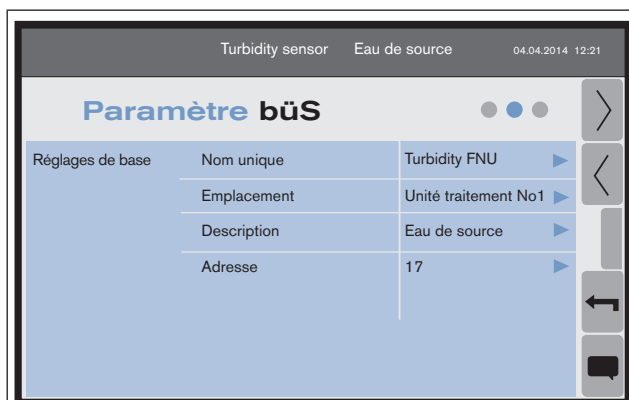 Turbidity sensor Eau de source 04.04.2014 12:21
Paramètre büS
Réglages de base Nom unique Turbidity FNU
Emplacement Unité traitement No1
Description Eau de source
Adresse 17